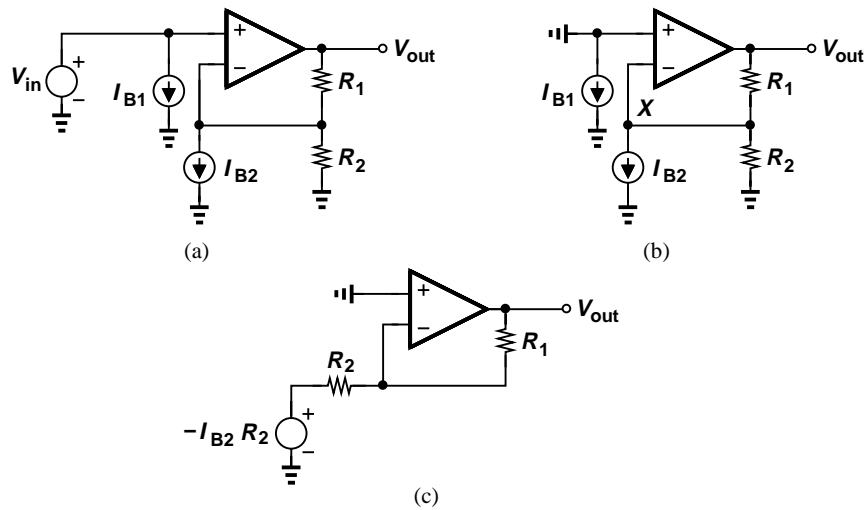 V_in
+
−
I_B1
+
−
V_out
R_1
R_2
I_B2
(a)
I_B1
+
−
V_out
R_1
X
R_2
I_B2
(b)
+
−
V_out
R_1
R_2
−I_B2 R_2
+
−
(c)